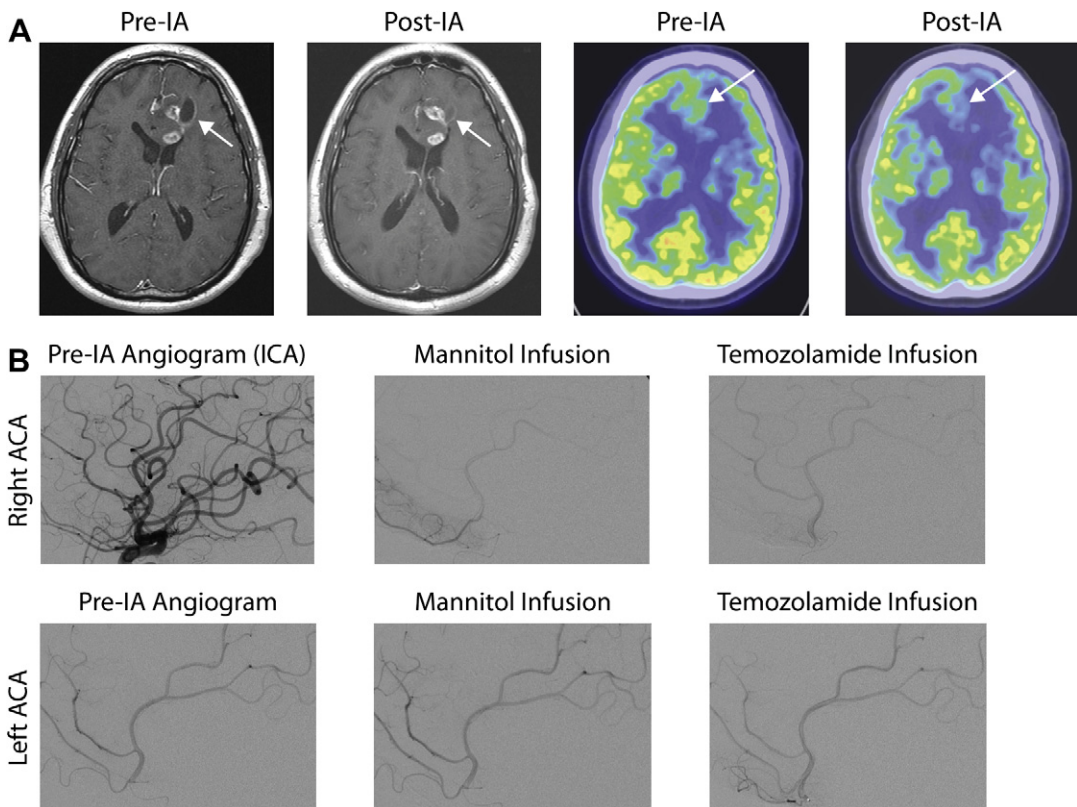 A
Pre-IA
Post-IA
Pre-IA
Post-IA
B
Pre-IA Angiogram (ICA)
Mannitol Infusion
Temozolamide Infusion
Right ACA
Pre-IA Angiogram
Mannitol Infusion
Temozolamide Infusion
Left ACA